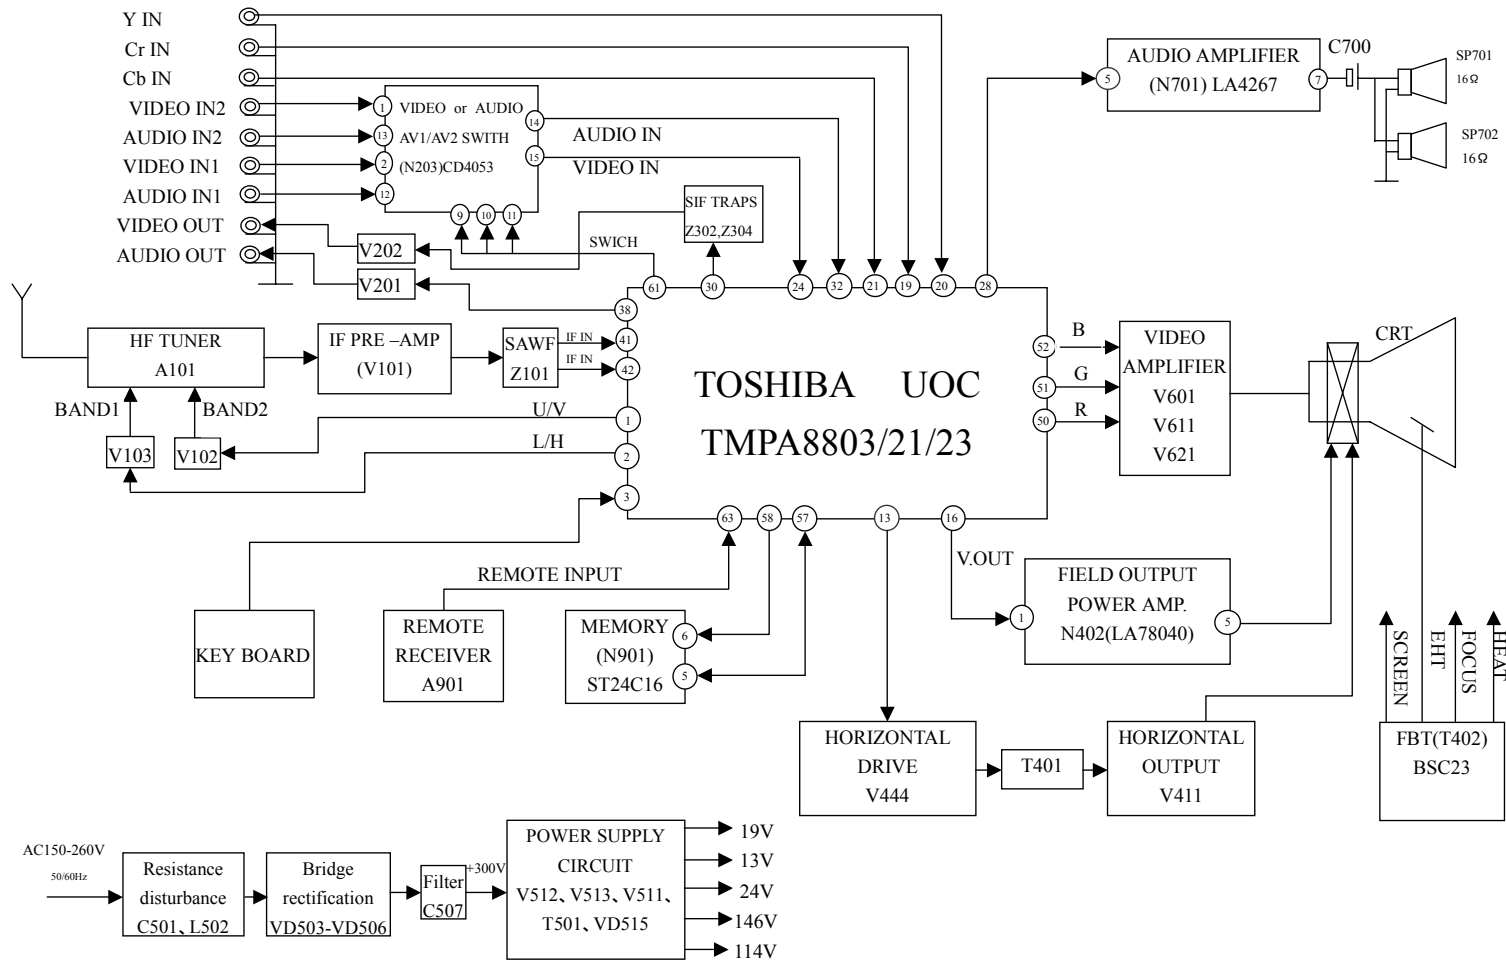 Y IN
Cr IN
Cb IN
VIDEO IN2
AUDIO IN2
VIDEO IN1
AUDIO IN1
VIDEO OUT
AUDIO OUT
1
13
2
12
VIDEO or AUDIO
AV1/AV2 SWITH
(N203)CD4053
14
15
9
10
11
AUDIO IN
VIDEO IN
SWICH
V202
V201
SIF TRAPS
Z302,Z304
5
AUDIO AMPLIFIER
(N701) LA4267
7
C700
SP701
16Ω
SP702
16Ω
HF TUNER
A101
IF PRE –AMP
(V101)
SAWF
Z101
IF IN
IF IN
BAND1
BAND2
V103
V102
U/V
L/H
61
30
24
32
21
19
20
28
38
41
42
1
2
3
TOSHIBA UOC
TMPA8803/21/23
52
51
50
63
58
57
13
16
B
G
R
VIDEO
AMPLIFIER
V601
V611
V621
CRT
REMOTE INPUT
KEY BOARD
REMOTE
RECEIVER
A901
MEMORY
(N901)
ST24C16
6
5
V.OUT
1
FIELD OUTPUT
POWER AMP.
N402(LA78040)
5
HORIZONTAL
DRIVE
V444
T401
HORIZONTAL
OUTPUT
V411
SCREEN
EHT
FOCUS
HEAT
FBT(T402)
BSC23
AC150-260V
50/60Hz
Resistance
disturbance
C501、L502
Bridge
rectification
VD503-VD506
Filter
C507
+300V
POWER SUPPLY
CIRCUIT
V512、V513、V511、
T501、VD515
19V
13V
24V
146V
114V